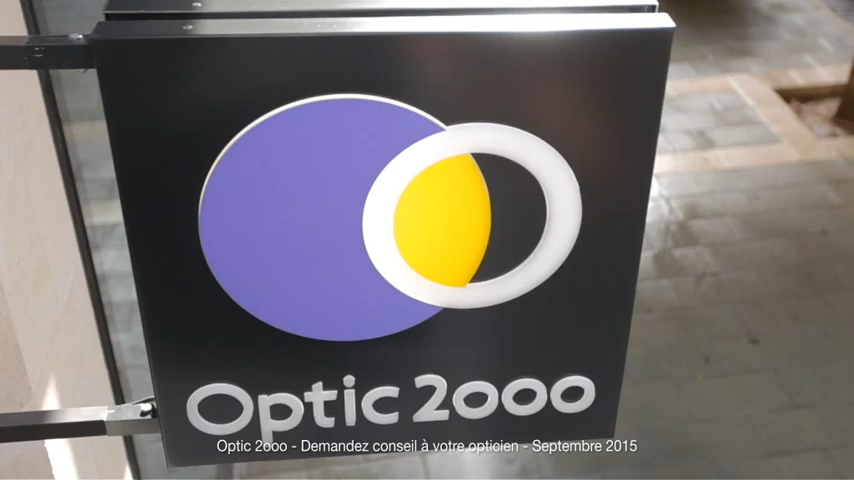 Optic 2000
Optic 2ooo - Demandez conseil à votre opticien - Septembre 2015